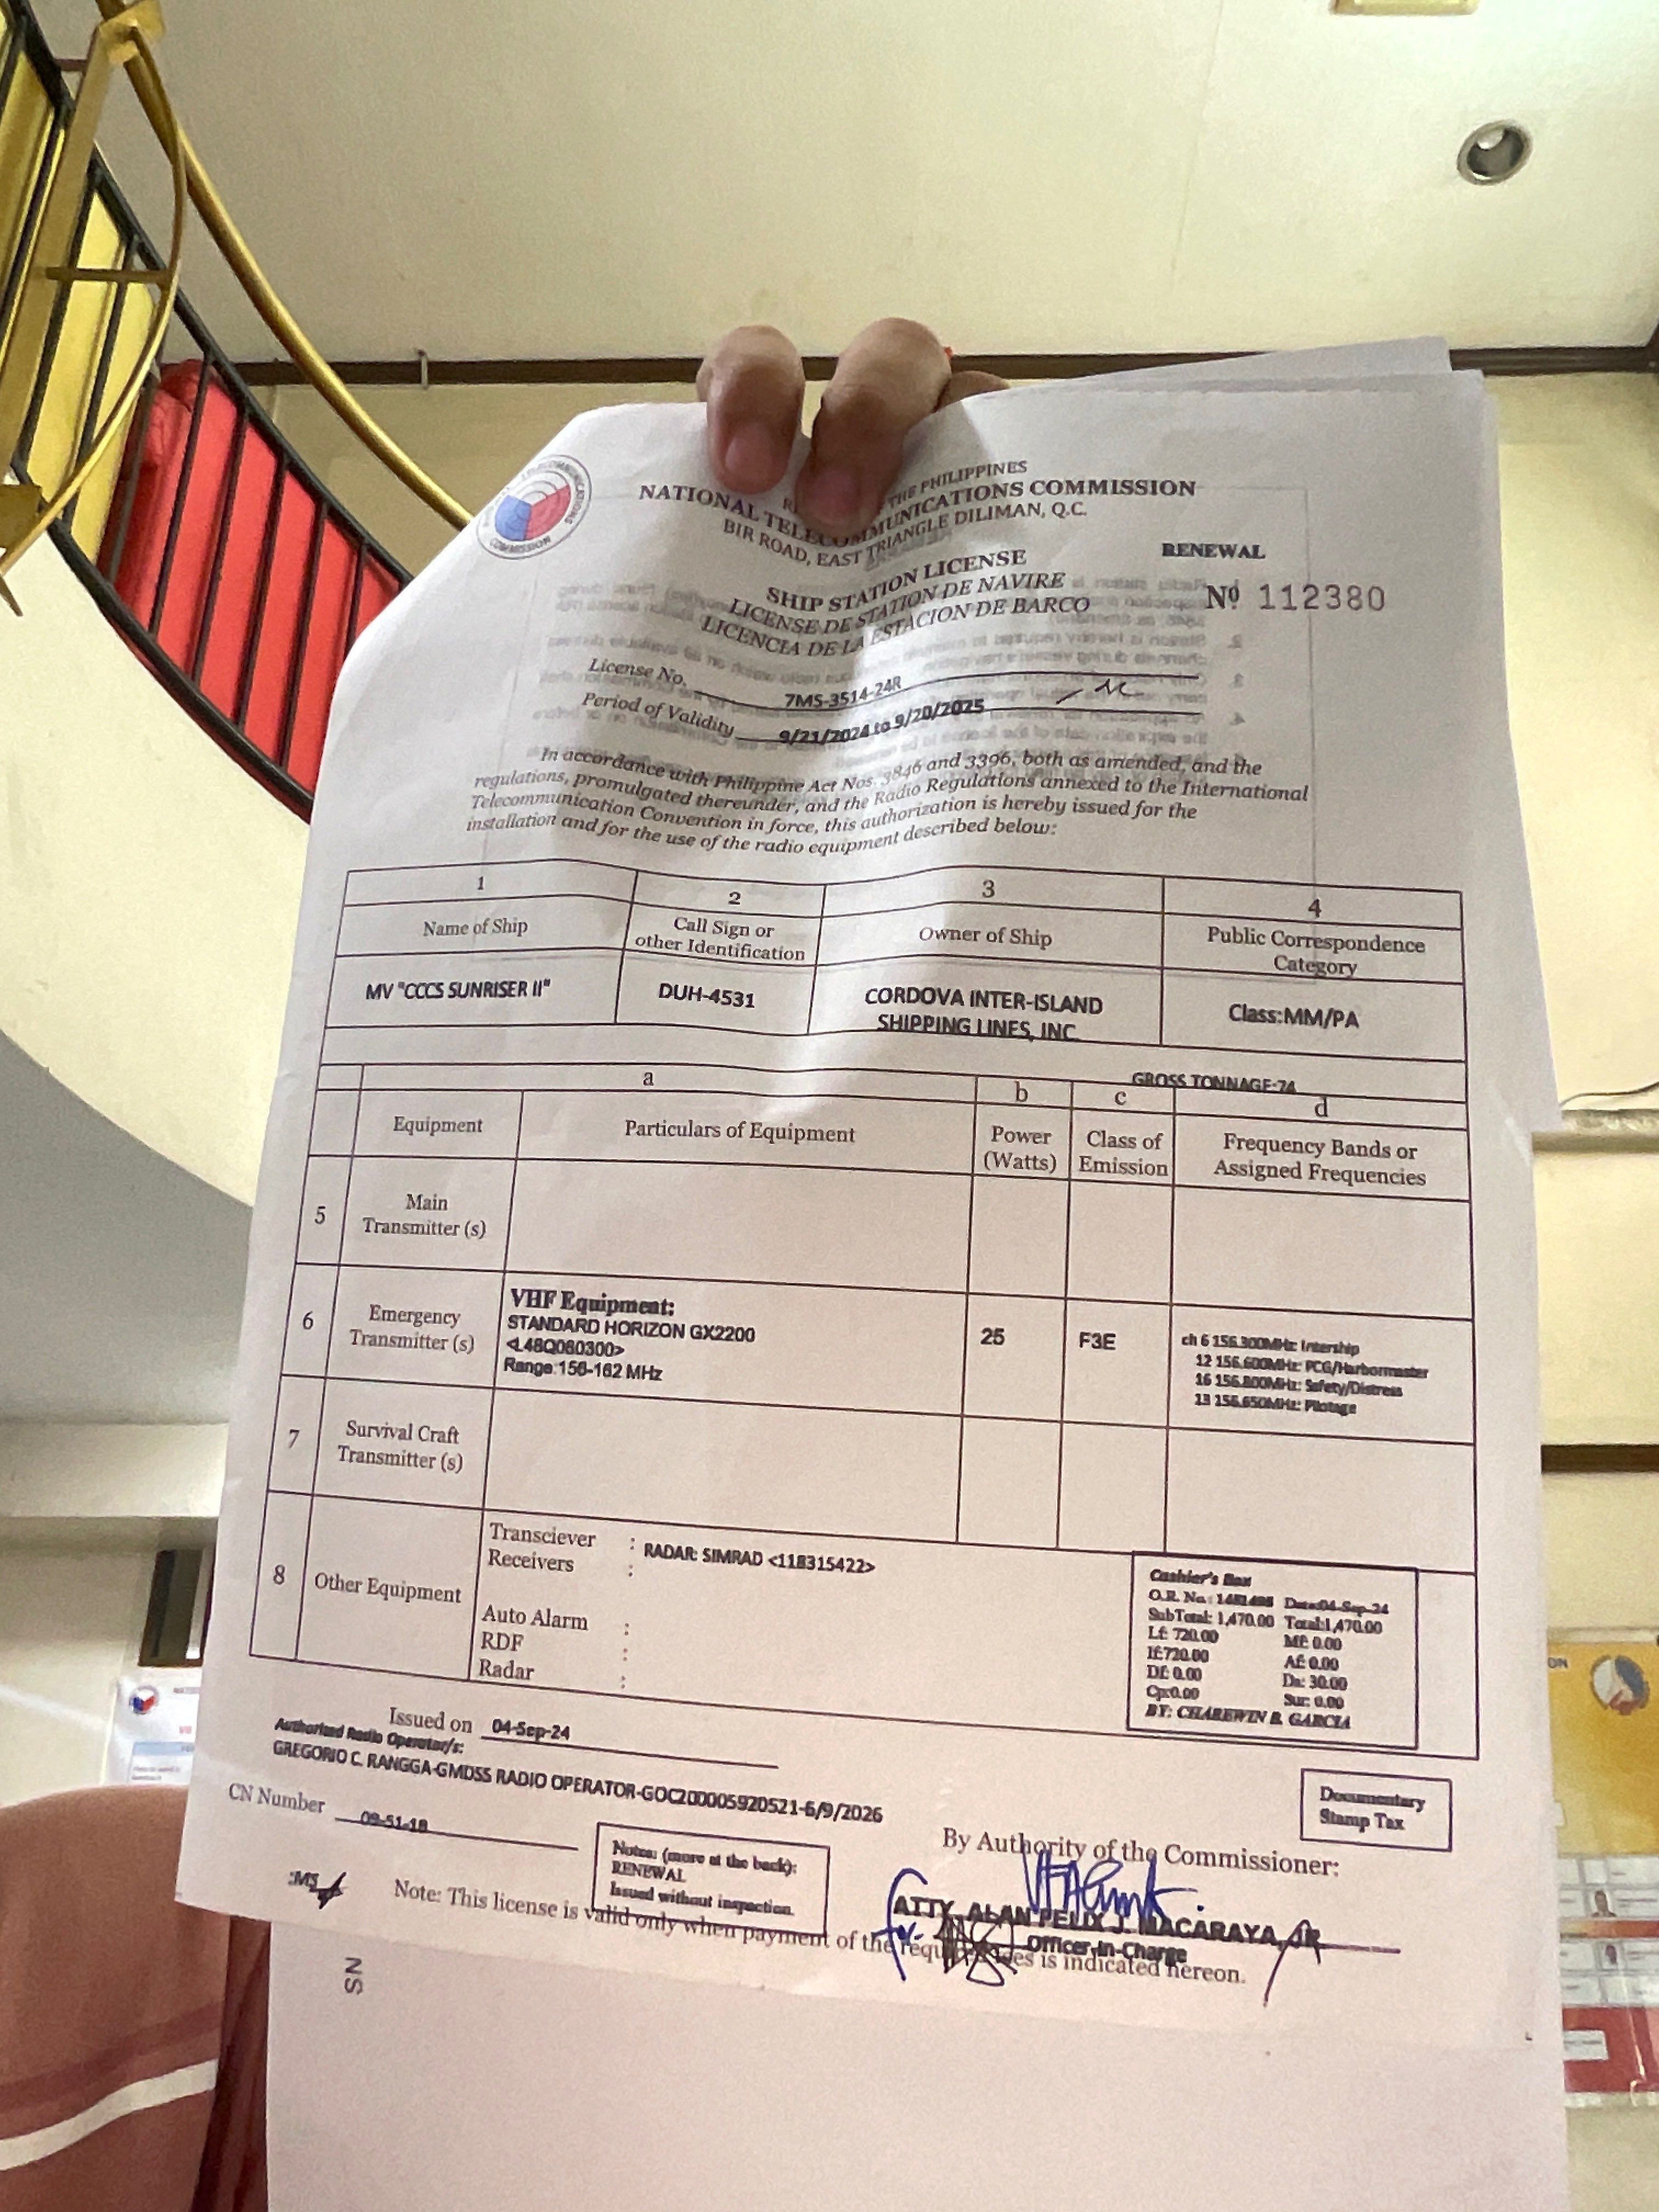 THE PHILIPPINES
NATIONAL TELECOMMUNICATIONS COMMISSION
BIR ROAD, EAST TRIANGLE DILIMAN, Q.C.
RENEWAL
SHIP STATION LICENSE
LICENSE DE STATION DE NAVIRE
LICENCIA DE LA ESTACION DE BARCO
Nº 112380
License No. 7MS-3514-24R
Period of Validity 9/21/2024 to 9/20/2025
In accordance with Philippine Act Nos. 3846 and 3396, both as amended, and the
regulations, promulgated thereunder, and the Radio Regulations annexed to the International
Telecommunication Convention in force, this authorization is hereby issued for the
installation and for the use of the radio equipment described below:
1 2 3 4
Name of Ship
Call Sign or
other Identification
Owner of Ship
Public Correspondence
Category
MV "CCCS SUNRISER II"
DUH-4531
CORDOVA INTER-ISLAND
SHIPPING LINES, INC.
Class:MM/PA
GROSS TONNAGE:74
a b c d
Equipment
Particulars of Equipment
Power
(Watts)
Class of
Emission
Frequency Bands or
Assigned Frequencies
5
Main
Transmitter (s)
6
Emergency
Transmitter (s)
VHF Equipment:
STANDARD HORIZON GX2200
<L48Q060300>
Range:156-162 MHz
25
F3E
ch 6 156.300MHz: Intership
12 156.600MHz: PCG/Harbormaster
16 156.800MHz: Safety/Distress
13 156.650MHz: Pilotage
7
Survival Craft
Transmitter (s)
8
Other Equipment
Transciever :
RADAR: SIMRAD <118315422>
Receivers :
Auto Alarm :
RDF :
Radar :
Cashier's Box
O.R. No.: Date:04-Sep-24
SubTotal: 1,470.00 Total:1,470.00
Lf: 720.00 Mf: 0.00
If:720.00 Af: 0.00
Df: 0.00 Ds: 30.00
Cp:0.00 Sur: 0.00
BY: CHAREWIN B. GARCIA
Issued on 04-Sep-24
Authorized Radio Operator/s:
GREGORIO C. RANGGA-GMDSS RADIO OPERATOR-GOC200005920521-6/9/2026
CN Number 09-51-18
Documentary
Stamp Tax
Notes: (more at the back):
RENEWAL
Issued without inspection.
By Authority of the Commissioner:
:MS
ATTY. ALAN FELIX J. MACARAYA, JR
Officer-In-Charge
Note: This license is valid only when payment of the required fees is indicated hereon.
NS